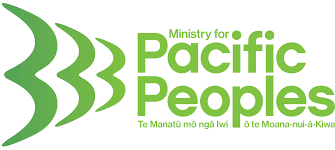 Ministry for
Pacific
Peoples
Te Manatū mō ngā Iwi ō te Moana-nui-ā-Kiwa